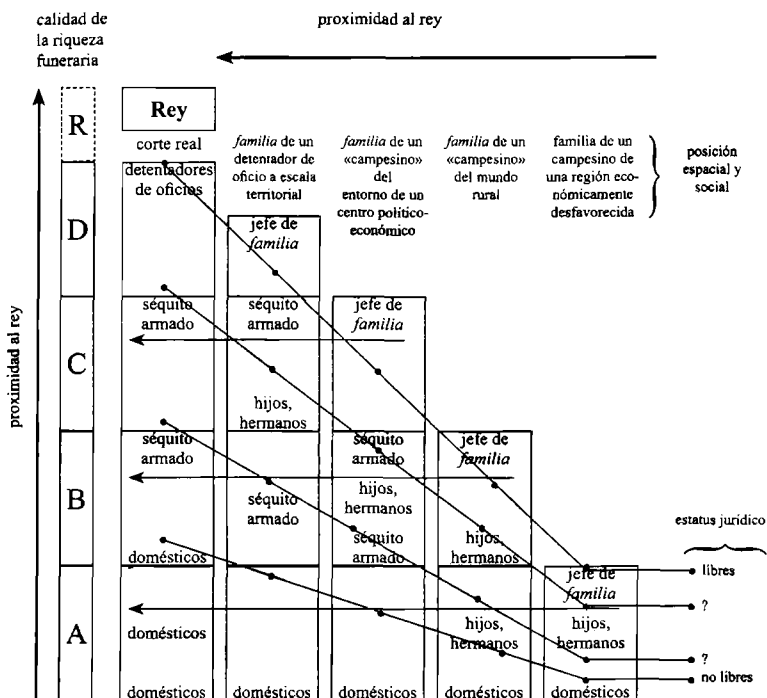 calidad de
la riqueza
funeraria
proximidad al rey
proximidad al rey
R
D
C
B
A
Rey
corte real
detentadores
de oficios
familia de un
detentador de
oficio a escala
territorial
familia de un
«campesino»
del
entorno de un
centro político-
económico
familia de un
«campesino»
del mundo
rural
familia de un
campesino de
una región eco-
nómicamente
desfavorecida
posición
espacial y
social
jefe de
familia
séquito
armado
séquito
armado
jefe de
familia
hijos,
hermanos
séquito
armado
séquito
armado
jefe de
familia
séquito
armado
hijos,
hermanos
séquito
armado
hijos,
hermanos
domésticos
estatus jurídico
jefe de
familia
libres
?
domésticos
hijos,
hermanos
hijos,
hermanos
?
no libres
domésticos
domésticos
domésticos
domésticos
domésticos